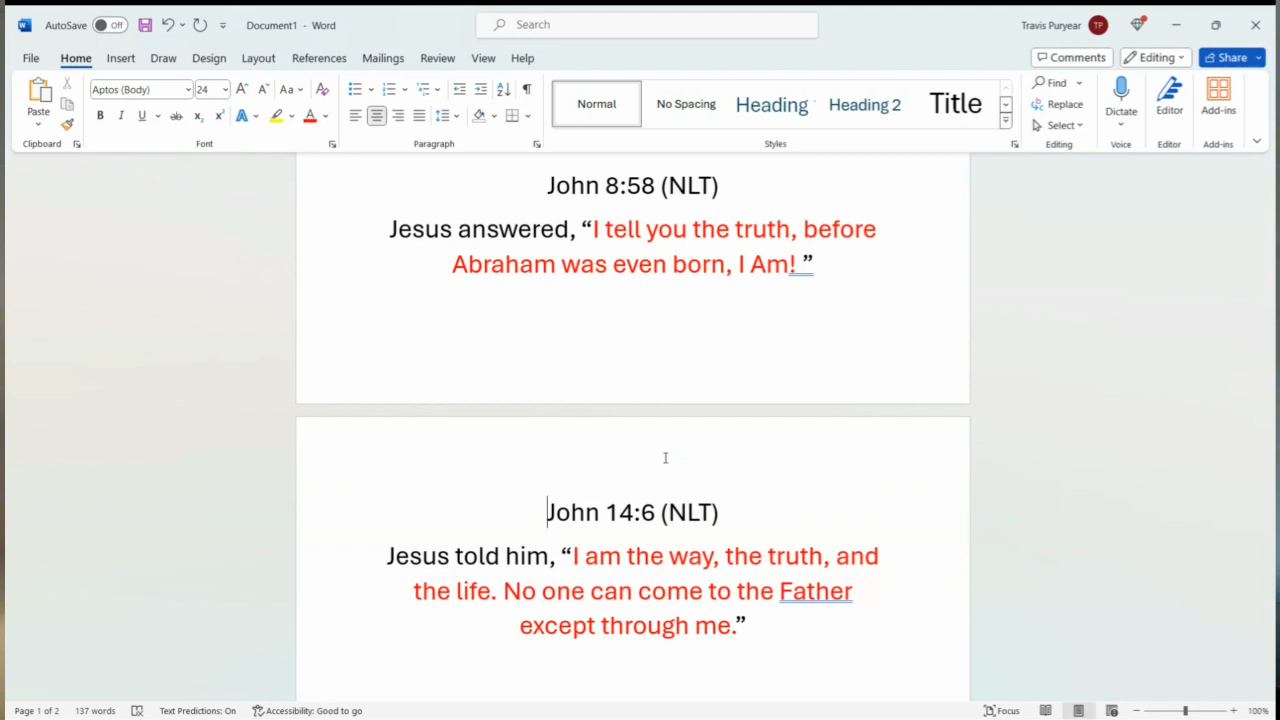 AutoSave Off Document1 - Word Search Travis Puryear TP
File Home Insert Draw Design Layout References Mailings Review View Help Comments Editing Share
Paste Aptos (Body) 24 Aa Normal No Spacing Heading Heading 2 Title Find Replace Select Dictate Editor Add-ins
Clipboard Font Paragraph Styles Editing Voice Editor Add-ins
John 8:58 (NLT)
Jesus answered, “I tell you the truth, before
Abraham was even born, I Am! ”
John 14:6 (NLT)
Jesus told him, “I am the way, the truth, and
the life. No one can come to the Father
except through me.”
Page 1 of 2 137 words Text Predictions: On Accessibility: Good to go Focus 100%